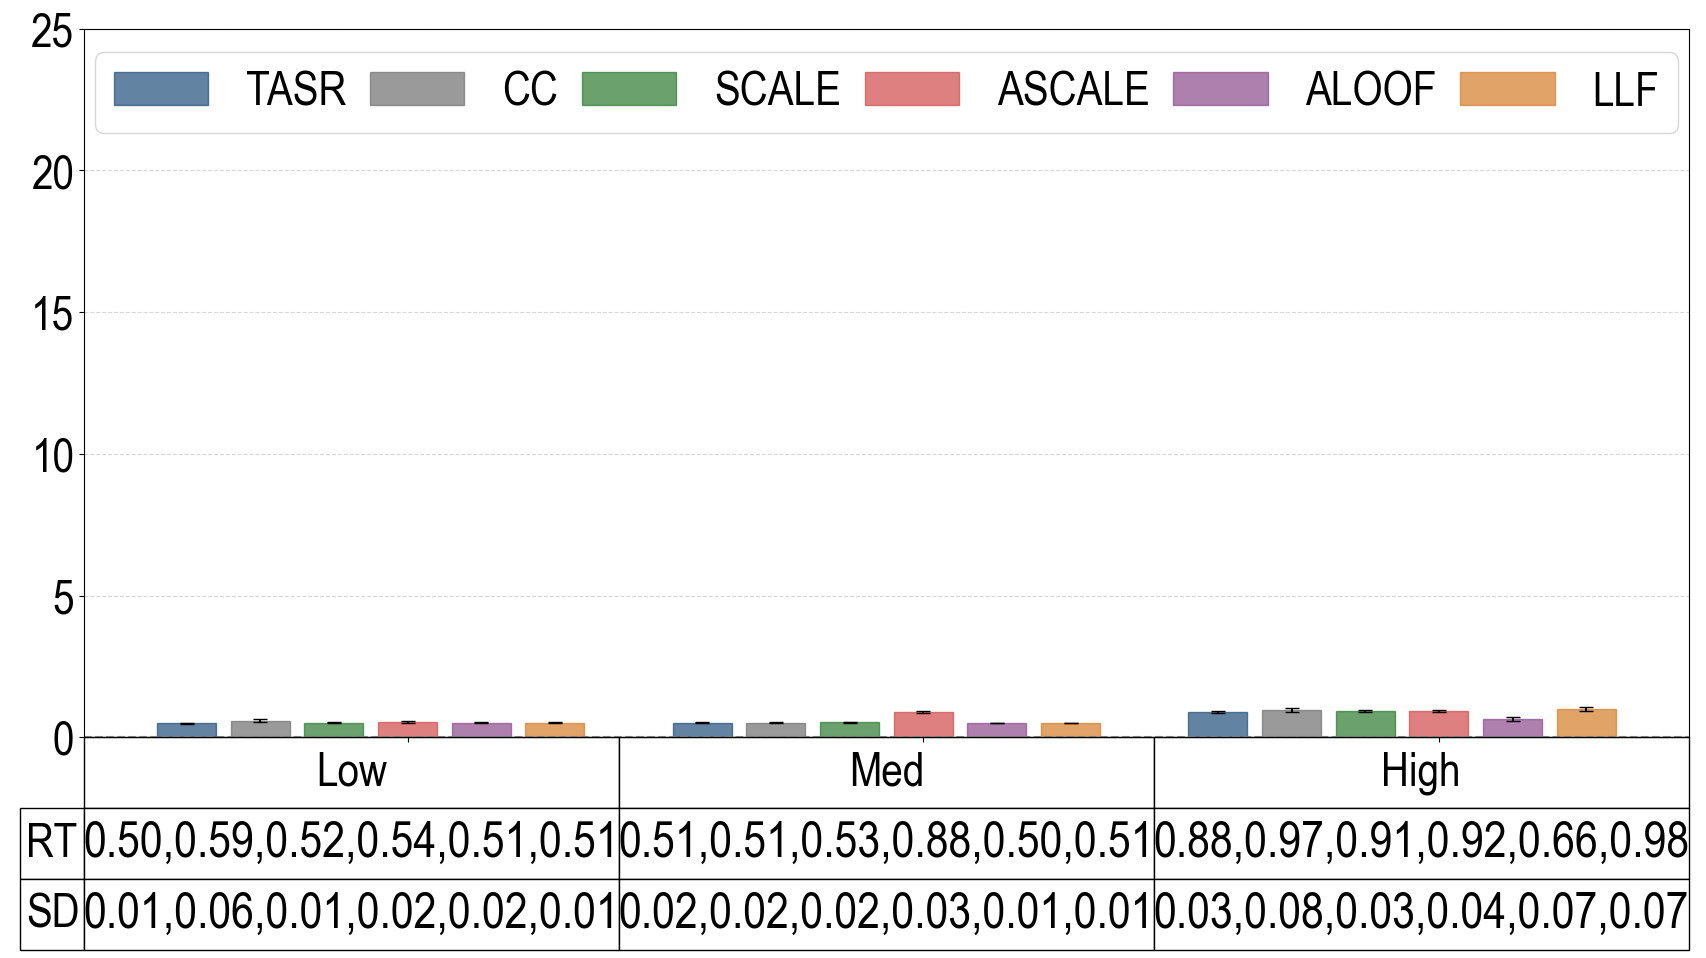 25
TASR CC SCALE ASCALE ALOOF LLF
20
15
10
5
0
Low Med High
RT 0.50,0.59,0.52,0.54,0.51,0.51 0.51,0.51,0.53,0.88,0.50,0.51 0.88,0.97,0.91,0.92,0.66,0.98
SD 0.01,0.06,0.01,0.02,0.02,0.01 0.02,0.02,0.02,0.03,0.01,0.01 0.03,0.08,0.03,0.04,0.07,0.07